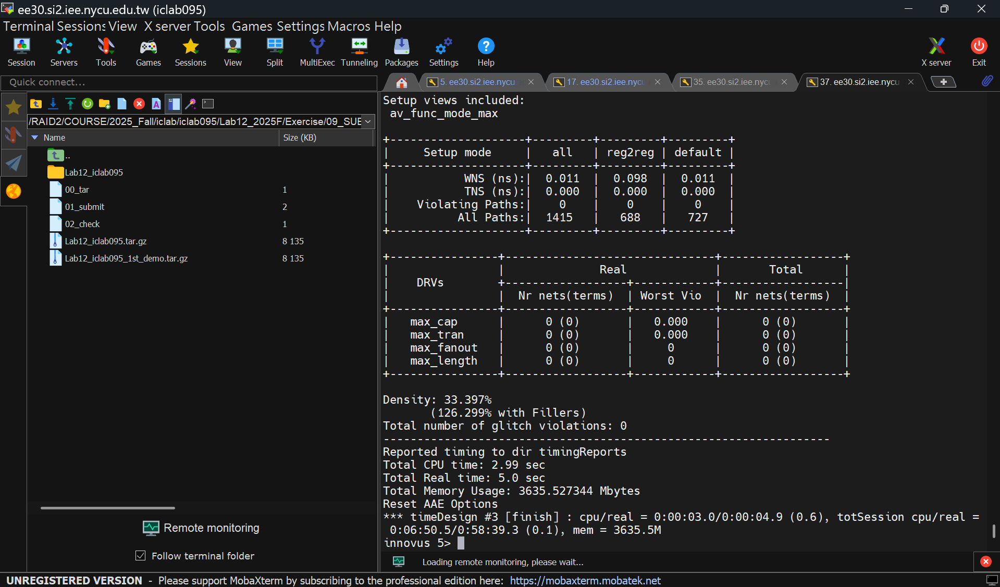 ee30.si2.iee.nycu.edu.tw (iclab095)
Terminal Sessions View X server Tools Games Settings Macros Help
Session Servers Tools Games Sessions View Split MultiExec Tunneling Packages Settings Help X server Exit
Quick connect...
5. ee30.si2.iee.nycu. 17. ee30.si2.iee.nycu 35. ee30.si2.iee.nycu 37. ee30.si2.iee.nycu
/RAID2/COURSE/2025_Fall/iclab/iclab095/Lab12_2025F/Exercise/09_SUE
Name Size (KB)
..
Lab12_iclab095
00_tar 1
01_submit 2
02_check 1
Lab12_iclab095.tar.gz 8 135
Lab12_iclab095_1st_demo.tar.gz 8 135
Remote monitoring
Follow terminal folder
Setup views included:
 av_func_mode_max
+--------------------+---------+---------+---------+
|     Setup mode     |   all   | reg2reg | default |
+--------------------+---------+---------+---------+
|           WNS (ns):|  0.011  |  0.098  |  0.011  |
|           TNS (ns):|  0.000  |  0.000  |  0.000  |
|    Violating Paths:|    0    |    0    |    0    |
|          All Paths:|  1415   |   688   |   727   |
+--------------------+---------+---------+---------+
+----------------+-------------------------------+------------------+
|                |              Real             |       Total      |
|    DRVs        +------------------+------------+------------------|
|                |  Nr nets(terms)  | Worst Vio  |  Nr nets(terms)  |
+----------------+------------------+------------+------------------+
|   max_cap      |      0 (0)       |   0.000    |      0 (0)       |
|   max_tran     |      0 (0)       |   0.000    |      0 (0)       |
|   max_fanout   |      0 (0)       |     0      |      0 (0)       |
|   max_length   |      0 (0)       |     0      |      0 (0)       |
+----------------+------------------+------------+------------------+
Density: 33.397%
       (126.299% with Fillers)
Total number of glitch violations: 0
------------------------------------------------------------------
Reported timing to dir timingReports
Total CPU time: 2.99 sec
Total Real time: 5.0 sec
Total Memory Usage: 3635.527344 Mbytes
Reset AAE Options
*** timeDesign #3 [finish] : cpu/real = 0:00:03.0/0:00:04.9 (0.6), totSession cpu/real =
 0:06:50.5/0:58:39.3 (0.1), mem = 3635.5M
innovus 5>
Loading remote monitoring, please wait...
UNREGISTERED VERSION - Please support MobaXterm by subscribing to the professional edition here: https://mobaxterm.mobatek.net